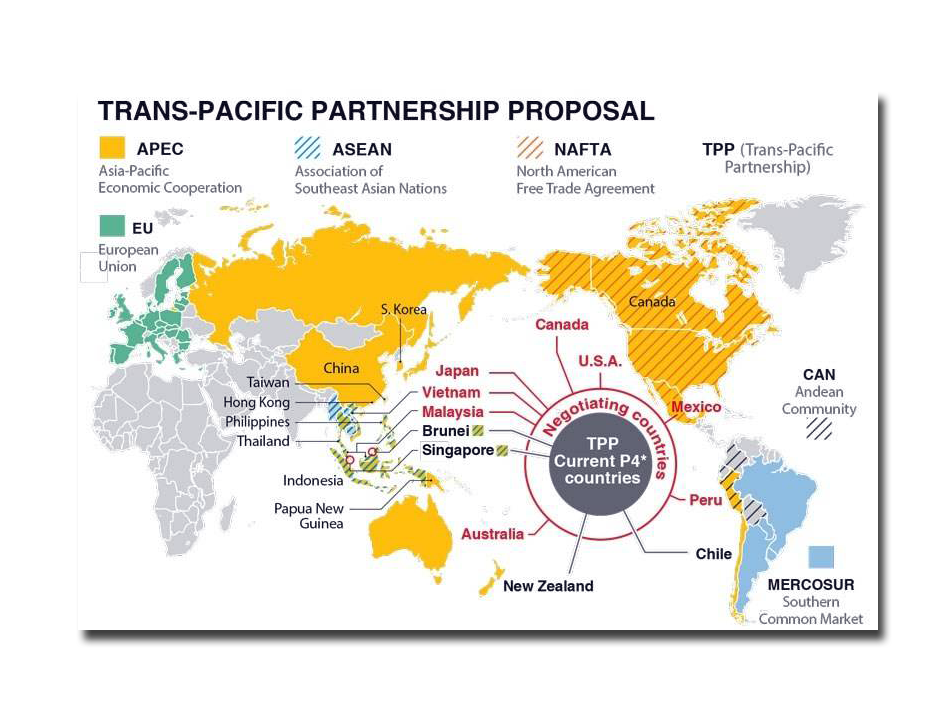 TRANS-PACIFIC PARTNERSHIP PROPOSAL
APEC
Asia-Pacific
Economic Cooperation
ASEAN
Association of
Southeast Asian Nations
NAFTA
North American
Free Trade Agreement
TPP (Trans-Pacific
Partnership)
EU
European
Union
Canada
S. Korea
Canada
U.S.A.
China
Japan
Taiwan
Vietnam
Hong Kong
Malaysia
Philippines
Brunei
Thailand
Singapore
Indonesia
Papua New
Guinea
Australia
New Zealand
Negotiating countries
TPP
Current P4*
countries
Mexico
Peru
Chile
CAN
Andean
Community
MERCOSUR
Southern
Common Market